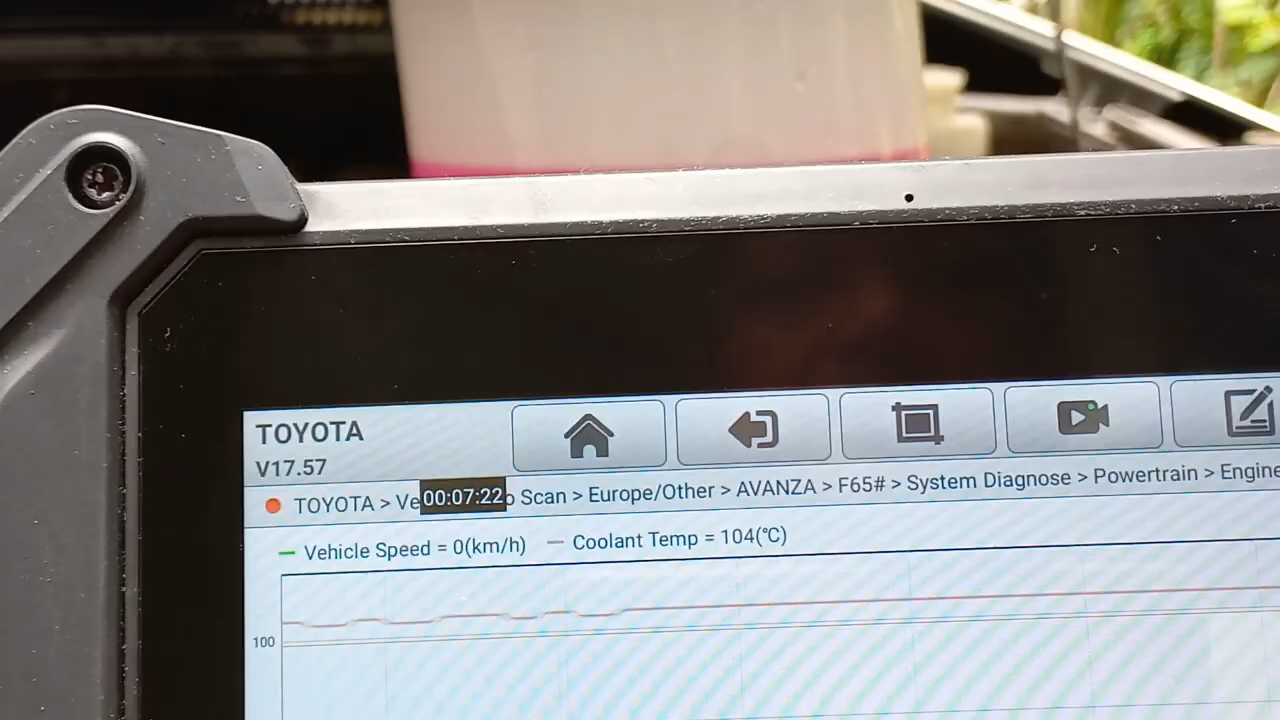 TOYOTA
V17.57
TOYOTA > Ve 00:07:22 Scan > Europe/Other > AVANZA > F65# > System Diagnose > Powertrain > Engine
Vehicle Speed = 0(km/h) Coolant Temp = 104(℃)
100